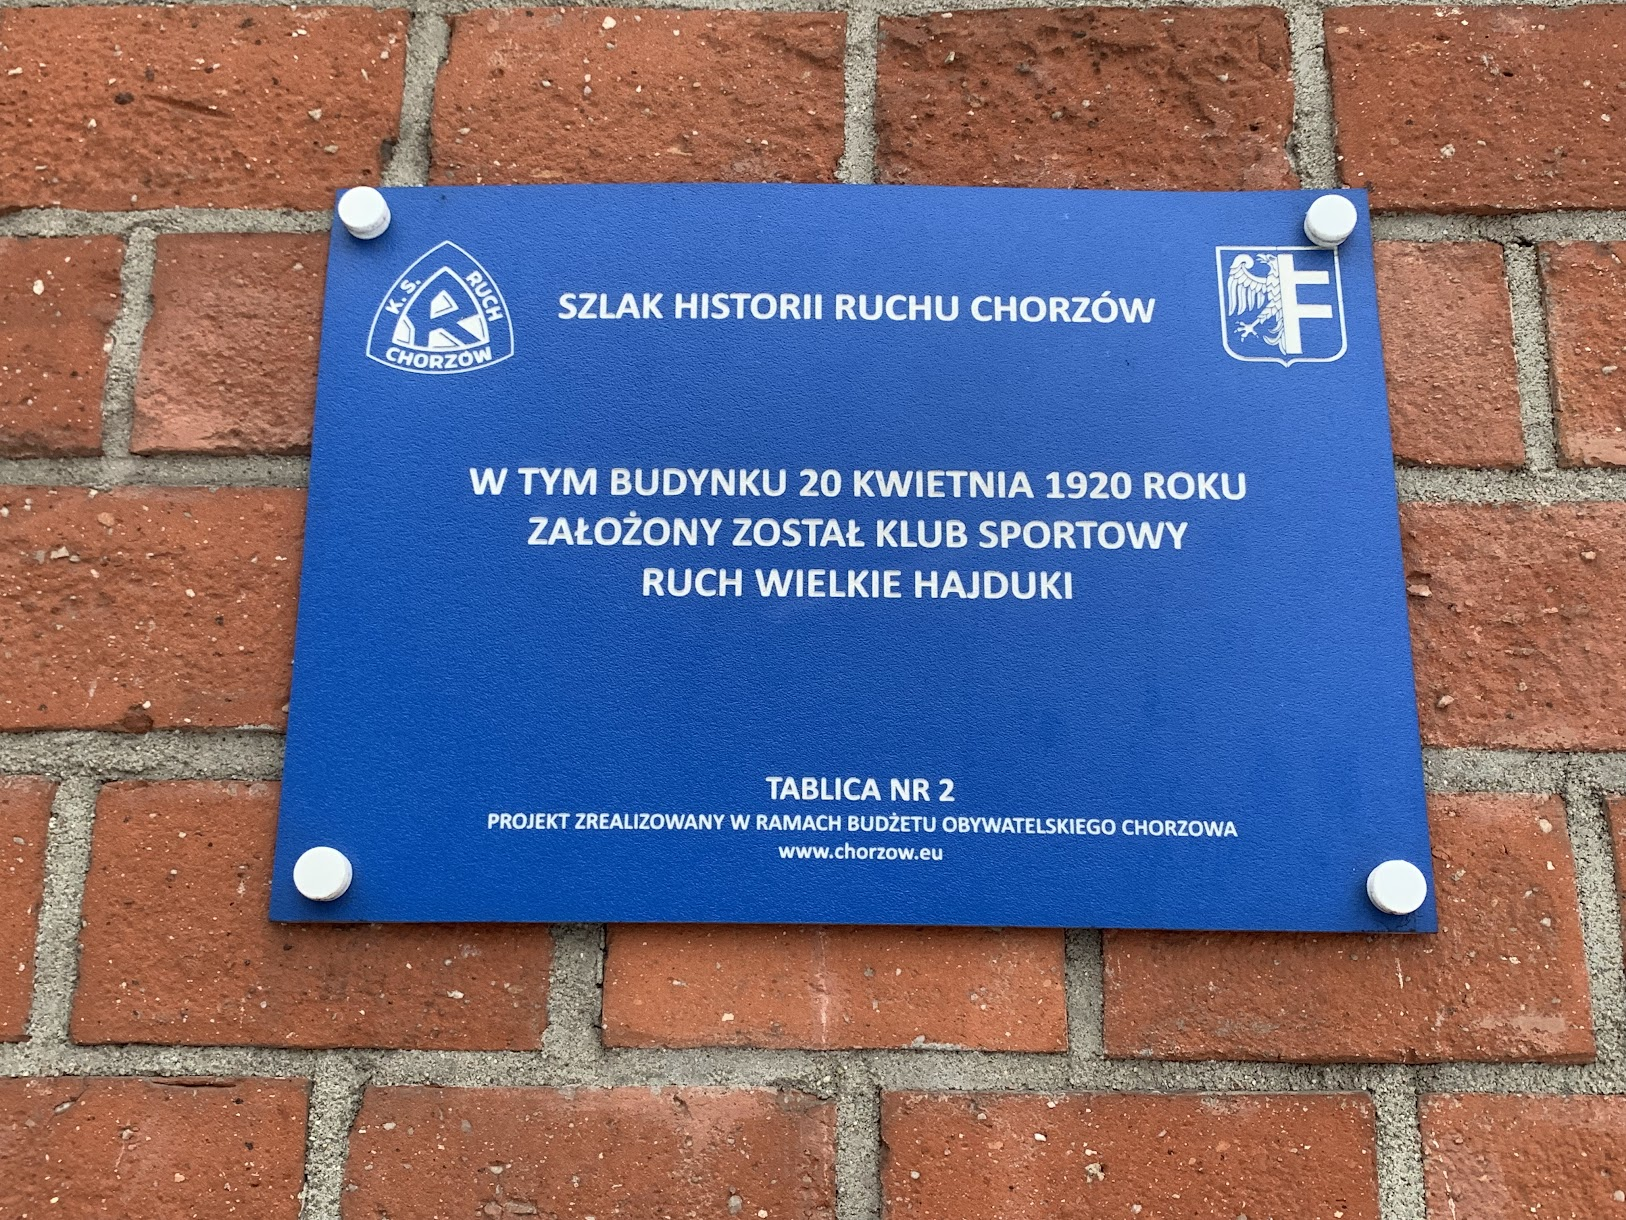 K. S. RUCH
CHORZÓW
SZLAK HISTORII RUCHU CHORZÓW
W TYM BUDYNKU 20 KWIETNIA 1920 ROKU
ZAŁOŻONY ZOSTAŁ KLUB SPORTOWY
RUCH WIELKIE HAJDUKI
TABLICA NR 2
PROJEKT ZREALIZOWANY W RAMACH BUDŻETU OBYWATELSKIEGO CHORZOWA
www.chorzow.eu